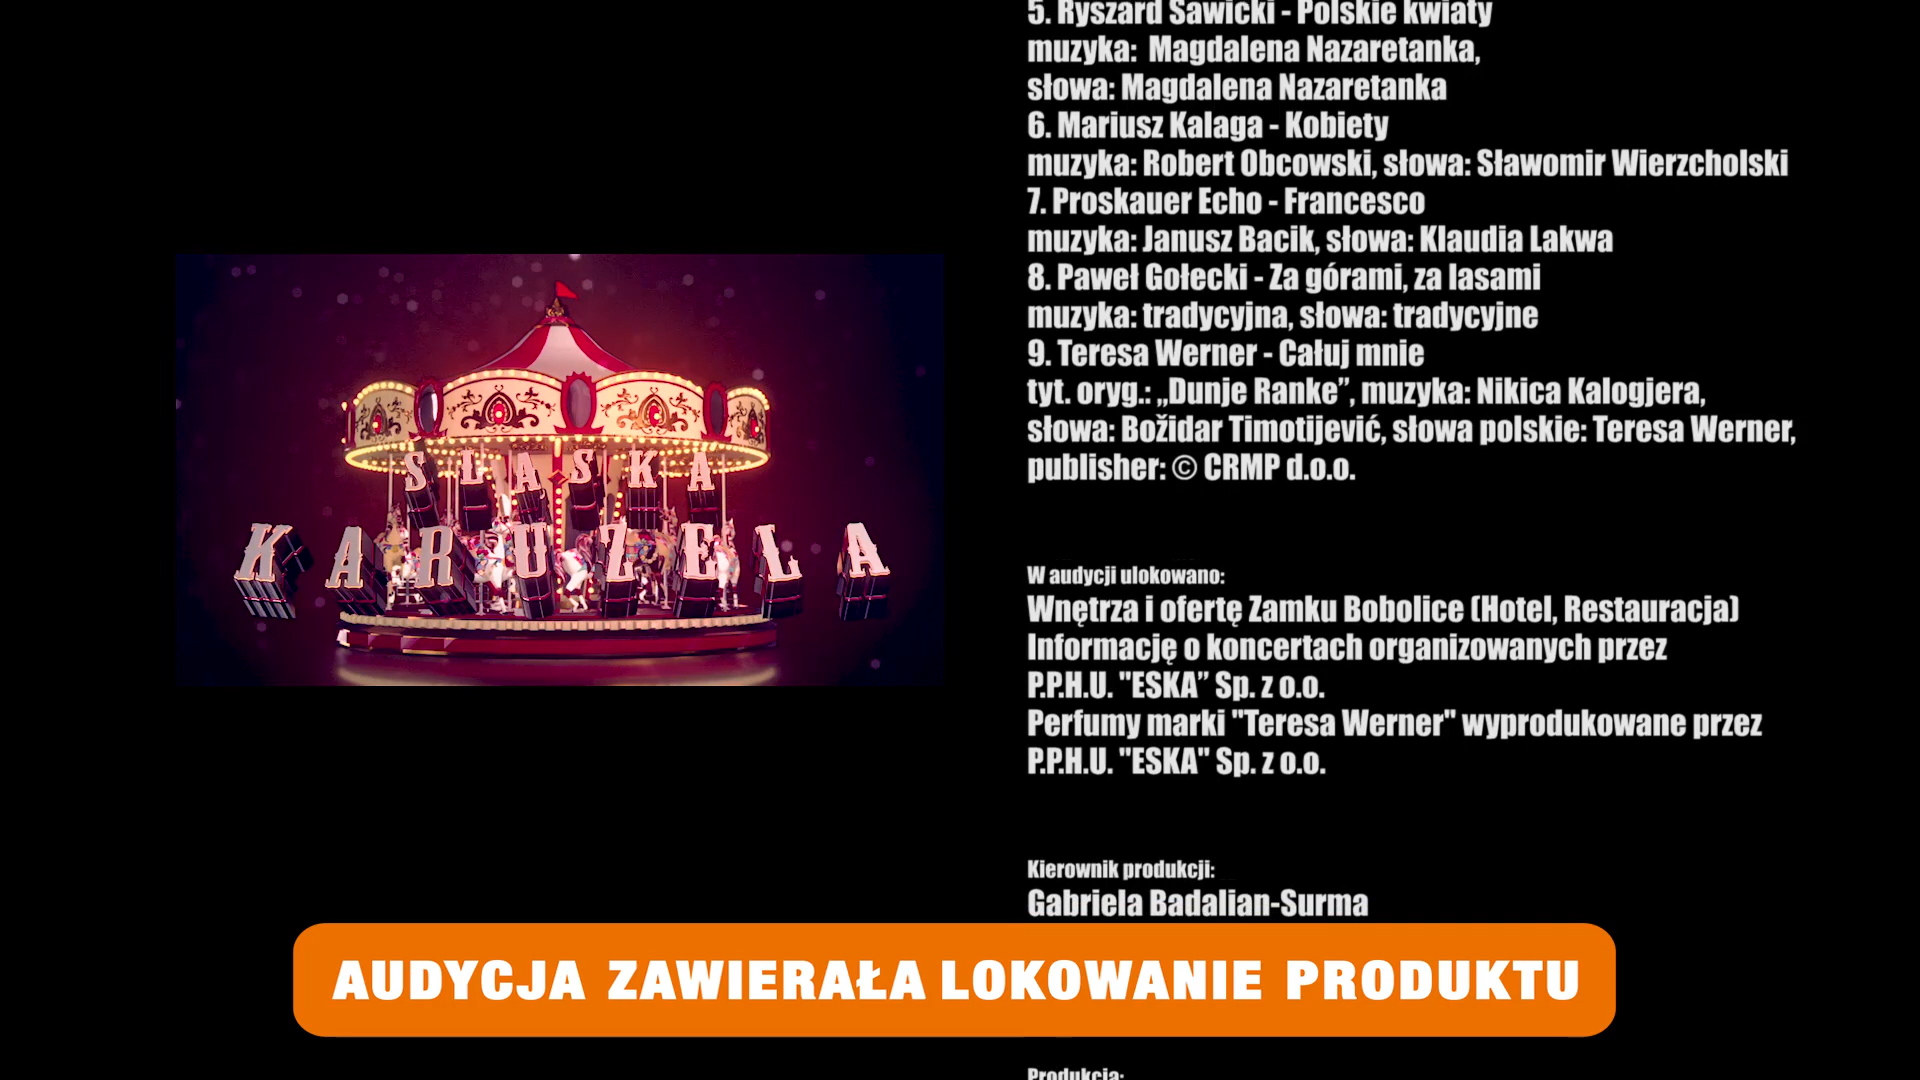 5. Ryszard Sawicki - Polskie kwiaty
muzyka:  Magdalena Nazaretanka,
słowa: Magdalena Nazaretanka
6. Mariusz Kalaga - Kobiety
muzyka: Robert Obcowski, słowa: Sławomir Wierzcholski
7. Proskauer Echo - Francesco
muzyka: Janusz Bacik, słowa: Klaudia Lakwa
8. Paweł Gołecki - Za górami, za lasami
muzyka: tradycyjna, słowa: tradycyjne
9. Teresa Werner - Całuj mnie
tyt. oryg.: „Dunje Ranke”, muzyka: Nikica Kalogjera,
słowa: Božidar Timotijević, słowa polskie: Teresa Werner,
publisher: © CRMP d.o.o.
ŚLĄSKA
KARUZELA
W audycji ulokowano:
Wnętrza i ofertę Zamku Bobolice (Hotel, Restauracja)
Informację o koncertach organizowanych przez
P.P.H.U. "ESKA” Sp. z o.o.
Perfumy marki "Teresa Werner" wyprodukowane przez
P.P.H.U. "ESKA" Sp. z o.o.
Kierownik produkcji:
Gabriela Badalian-Surma
AUDYCJA ZAWIERAŁA LOKOWANIE PRODUKTU
Produkcja: